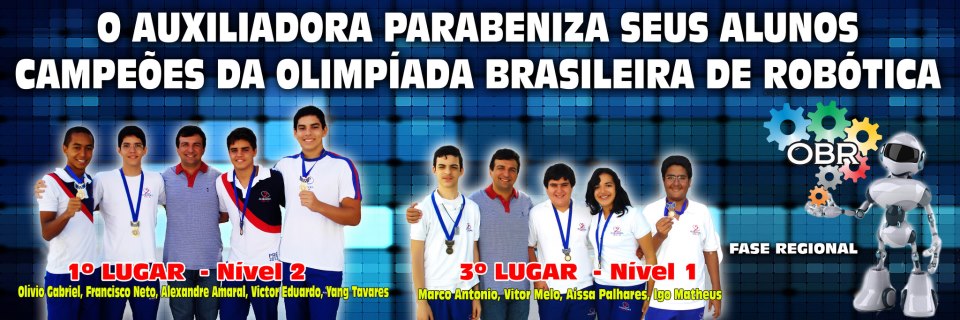 O AUXILIADORA PARABENIZA SEUS ALUNOS
CAMPEÕES DA OLIMPÍADA BRASILEIRA DE ROBÓTICA
OBR
FASE REGIONAL
1º LUGAR - Nível 2
Olivio Gabriel, Francisco Neto, Alexandre Amaral, Victor Eduardo, Yang Tavares
3º LUGAR - Nível 1
Marco Antonio, Vitor Melo, Aissa Palhares, Igo Matheus